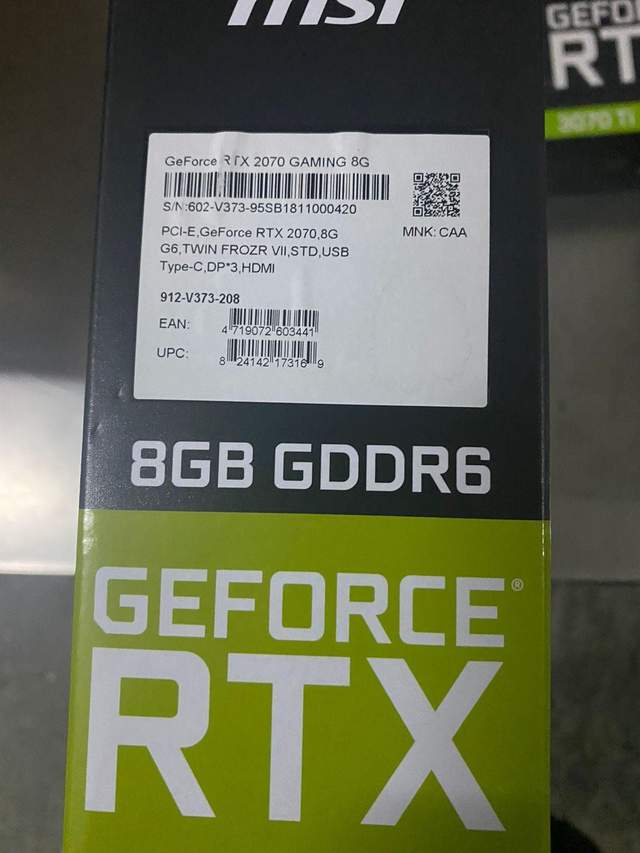 msi
GEFO
RT
3070 Ti
GeForce RTX 2070 GAMING 8G
S/N:602-V373-95SB1811000420
MNK: CAA
PCI-E,GeForce RTX 2070,8G
G6,TWIN FROZR VII,STD,USB
Type-C,DP*3,HDMI
912-V373-208
EAN:
4 719072 603441
UPC:
8 24142 17316 9
8GB GDDR6
GEFORCE®
RTX